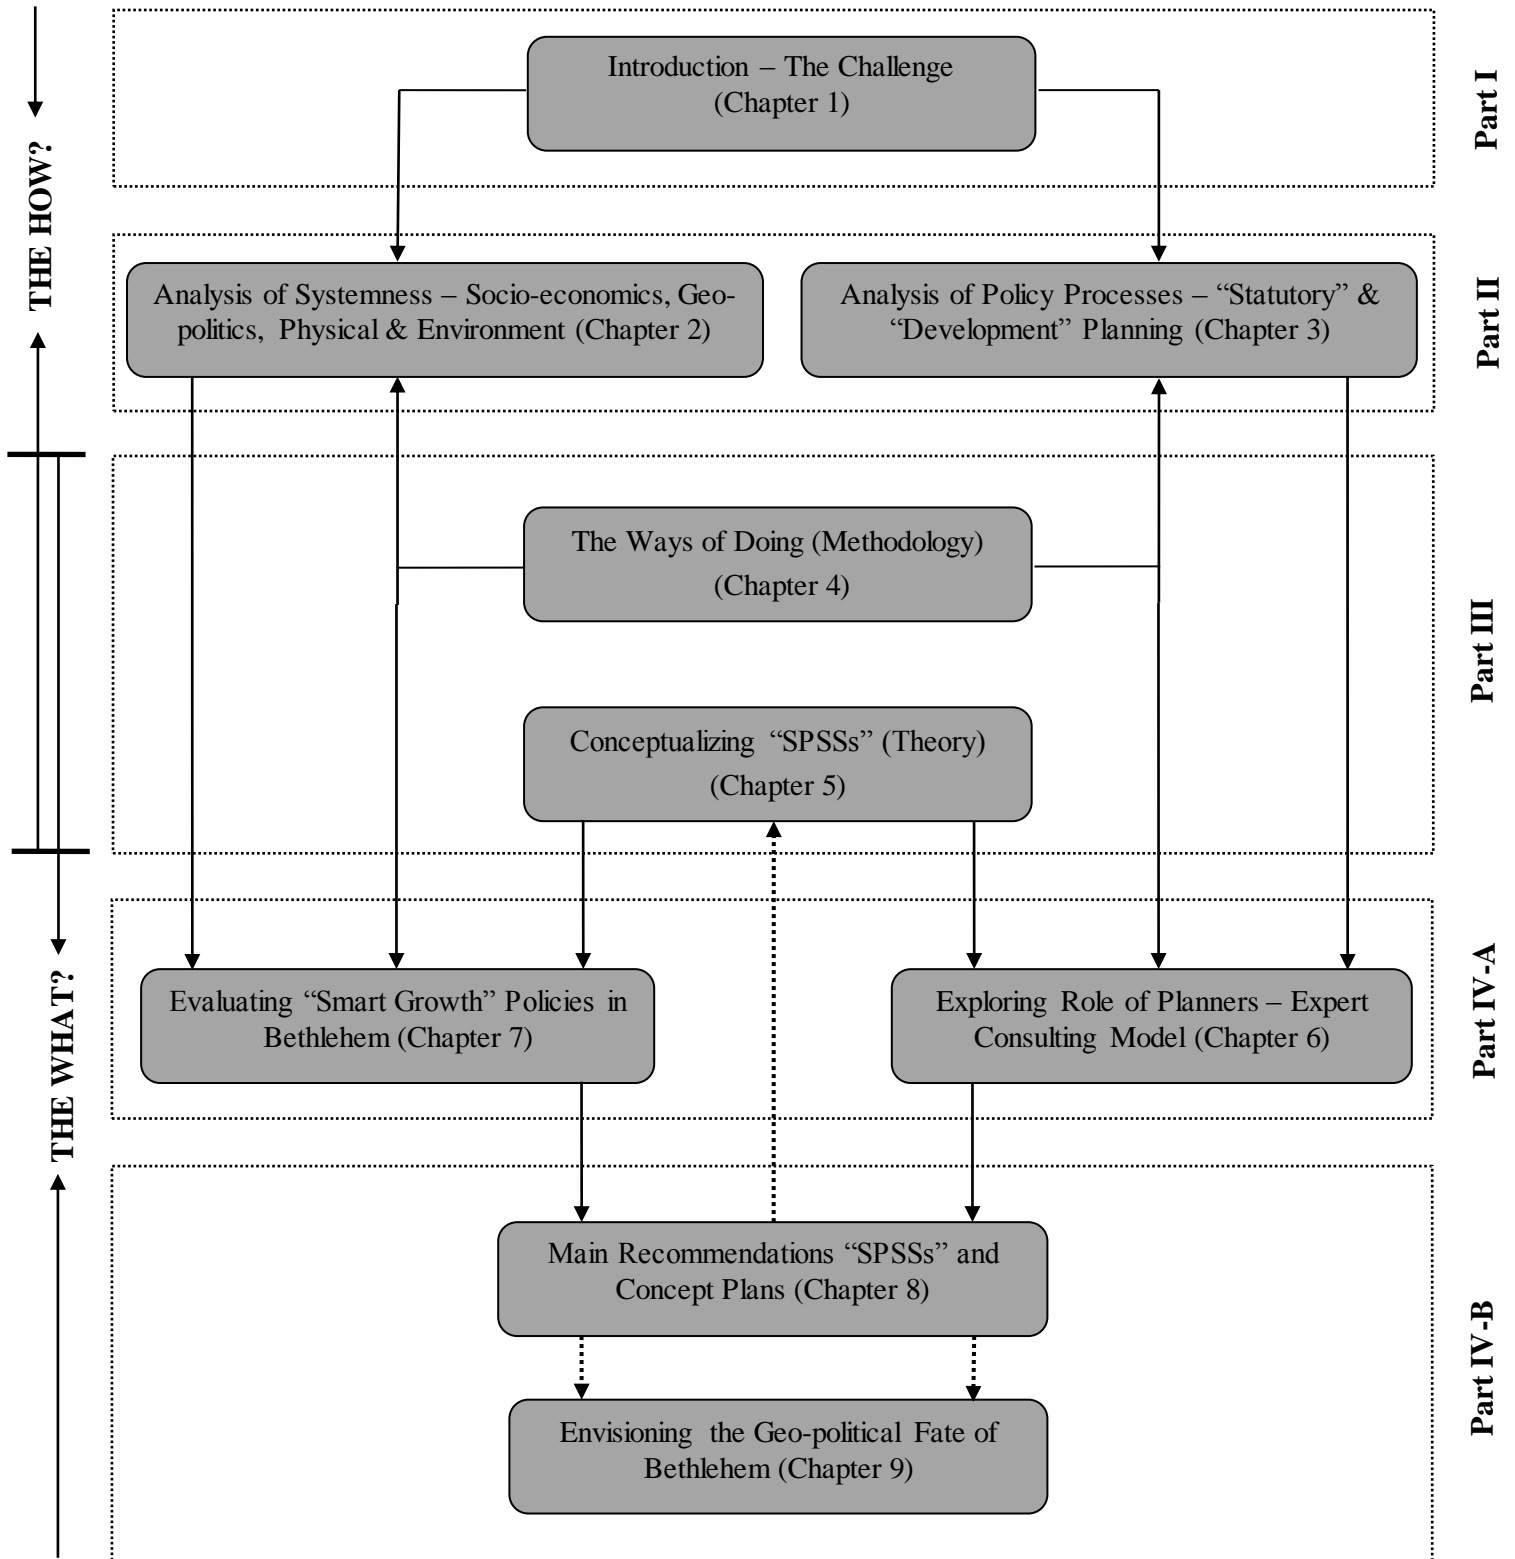 Introduction – The Challenge
(Chapter 1)
Part I
THE HOW?
Analysis of Systemness – Socio-economics, Geo-
politics, Physical & Environment (Chapter 2)
Analysis of Policy Processes – “Statutory” &
“Development” Planning (Chapter 3)
Part II
The Ways of Doing (Methodology)
(Chapter 4)
Conceptualizing “SPSSs” (Theory)
(Chapter 5)
Part III
THE WHAT?
Evaluating “Smart Growth” Policies in
Bethlehem (Chapter 7)
Exploring Role of Planners – Expert
Consulting Model (Chapter 6)
Part IV-A
Main Recommendations “SPSSs” and
Concept Plans (Chapter 8)
Envisioning the Geo-political Fate of
Bethlehem (Chapter 9)
Part IV-B